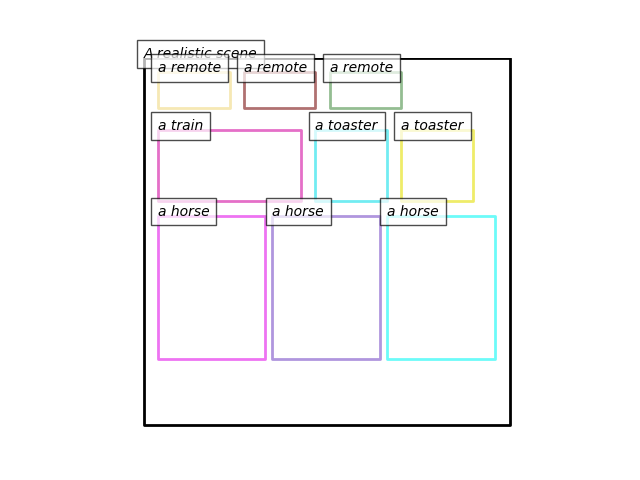 A realistic scene
a remote a remote a remote
a train a toaster a toaster
a horse a horse a horse